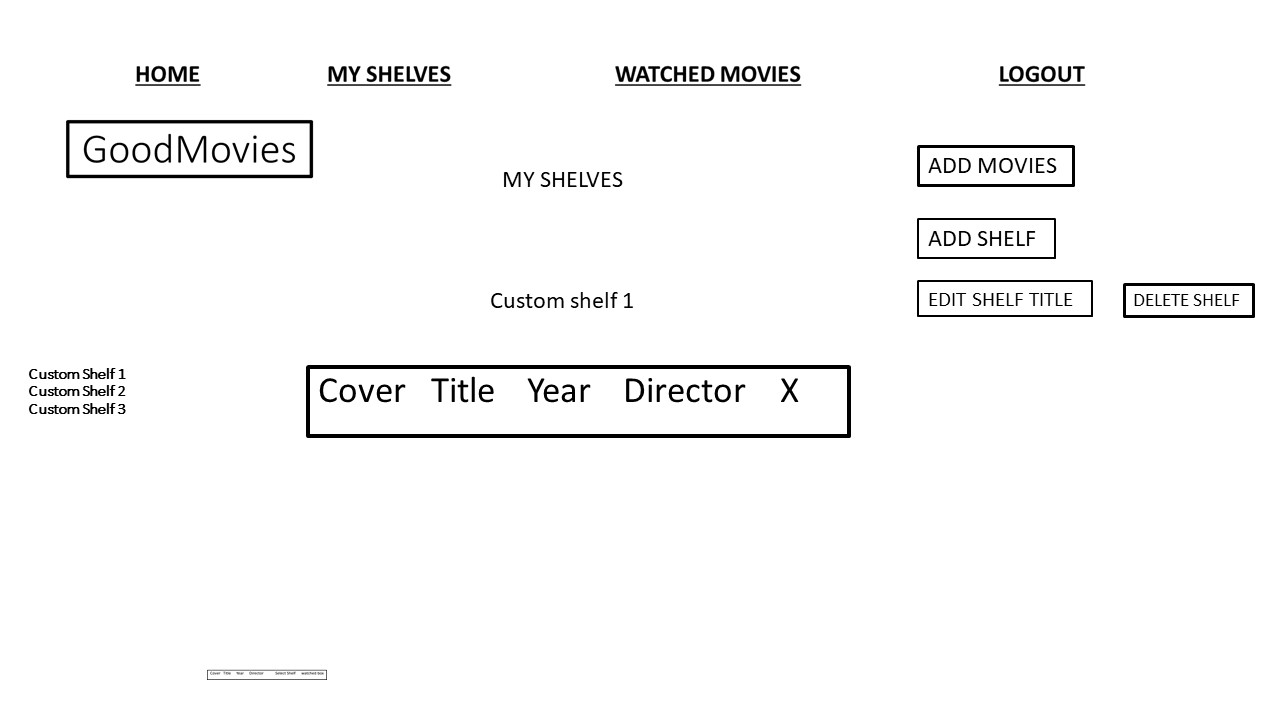 HOME MY SHELVES WATCHED MOVIES LOGOUT
GoodMovies
MY SHELVES
ADD MOVIES
ADD SHELF
Custom shelf 1
EDIT SHELF TITLE
DELETE SHELF
Custom Shelf 1
Custom Shelf 2
Custom Shelf 3
Cover Title Year Director X
Cover Title Year Director Select Shelf watched box